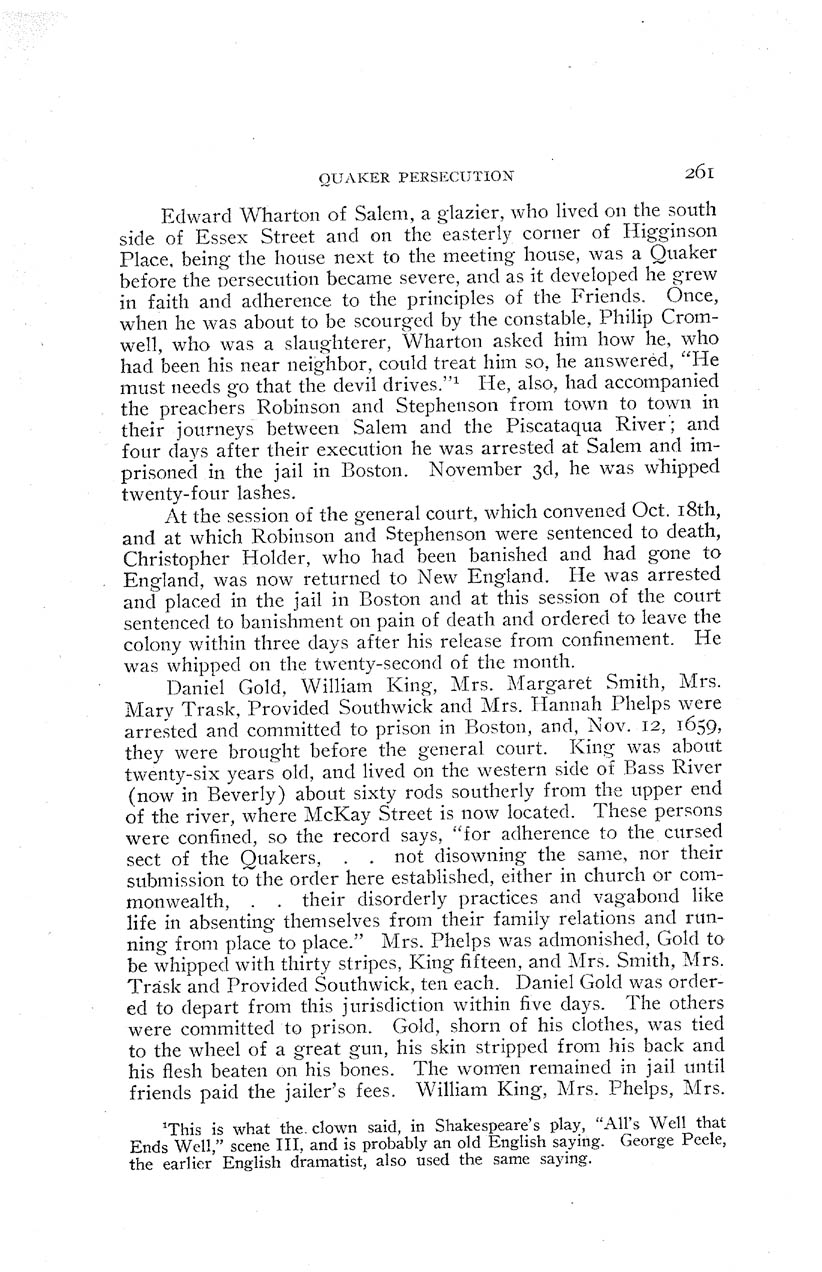 QUAKER PERSECUTION 261
Edward Wharton of Salem, a glazier, who lived on the south
side of Essex Street and on the easterly corner of Higginson
Place, being the house next to the meeting house, was a Quaker
before the persecution became severe, and as it developed he grew
in faith and adherence to the principles of the Friends. Once,
when he was about to be scourged by the constable, Philip Crom-
well, who was a slaughterer, Wharton asked him how he, who
had been his near neighbor, could treat him so, he answered, "He
must needs go that the devil drives."¹ He, also, had accompanied
the preachers Robinson and Stephenson from town to town in
their journeys between Salem and the Piscataqua River; and
four days after their execution he was arrested at Salem and im-
prisoned in the jail in Boston. November 3d, he was whipped
twenty-four lashes.
At the session of the general court, which convened Oct. 18th,
and at which Robinson and Stephenson were sentenced to death,
Christopher Holder, who had been banished and had gone to
England, was now returned to New England. He was arrested
and placed in the jail in Boston and at this session of the court
sentenced to banishment on pain of death and ordered to leave the
colony within three days after his release from confinement. He
was whipped on the twenty-second of the month.
Daniel Gold, William King, Mrs. Margaret Smith, Mrs.
Mary Trask, Provided Southwick and Mrs. Hannah Phelps were
arrested and committed to prison in Boston, and, Nov. 12, 1659,
they were brought before the general court. King was about
twenty-six years old, and lived on the western side of Bass River
(now in Beverly) about sixty rods southerly from the upper end
of the river, where McKay Street is now located. These persons
were confined, so the record says, "for adherence to the cursed
sect of the Quakers, . . not disowning the same, nor their
submission to the order here established, either in church or com-
monwealth, . . their disorderly practices and vagabond like
life in absenting themselves from their family relations and run-
ning from place to place." Mrs. Phelps was admonished, Gold to
be whipped with thirty stripes, King fifteen, and Mrs. Smith, Mrs.
Trask and Provided Southwick, ten each. Daniel Gold was order-
ed to depart from this jurisdiction within five days. The others
were committed to prison. Gold, shorn of his clothes, was tied
to the wheel of a great gun, his skin stripped from his back and
his flesh beaten on his bones. The women remained in jail until
friends paid the jailer's fees. William King, Mrs. Phelps, Mrs.
¹This is what the clown said, in Shakespeare's play, "All's Well that
Ends Well," scene III, and is probably an old English saying. George Peele,
the earlier English dramatist, also used the same saying.